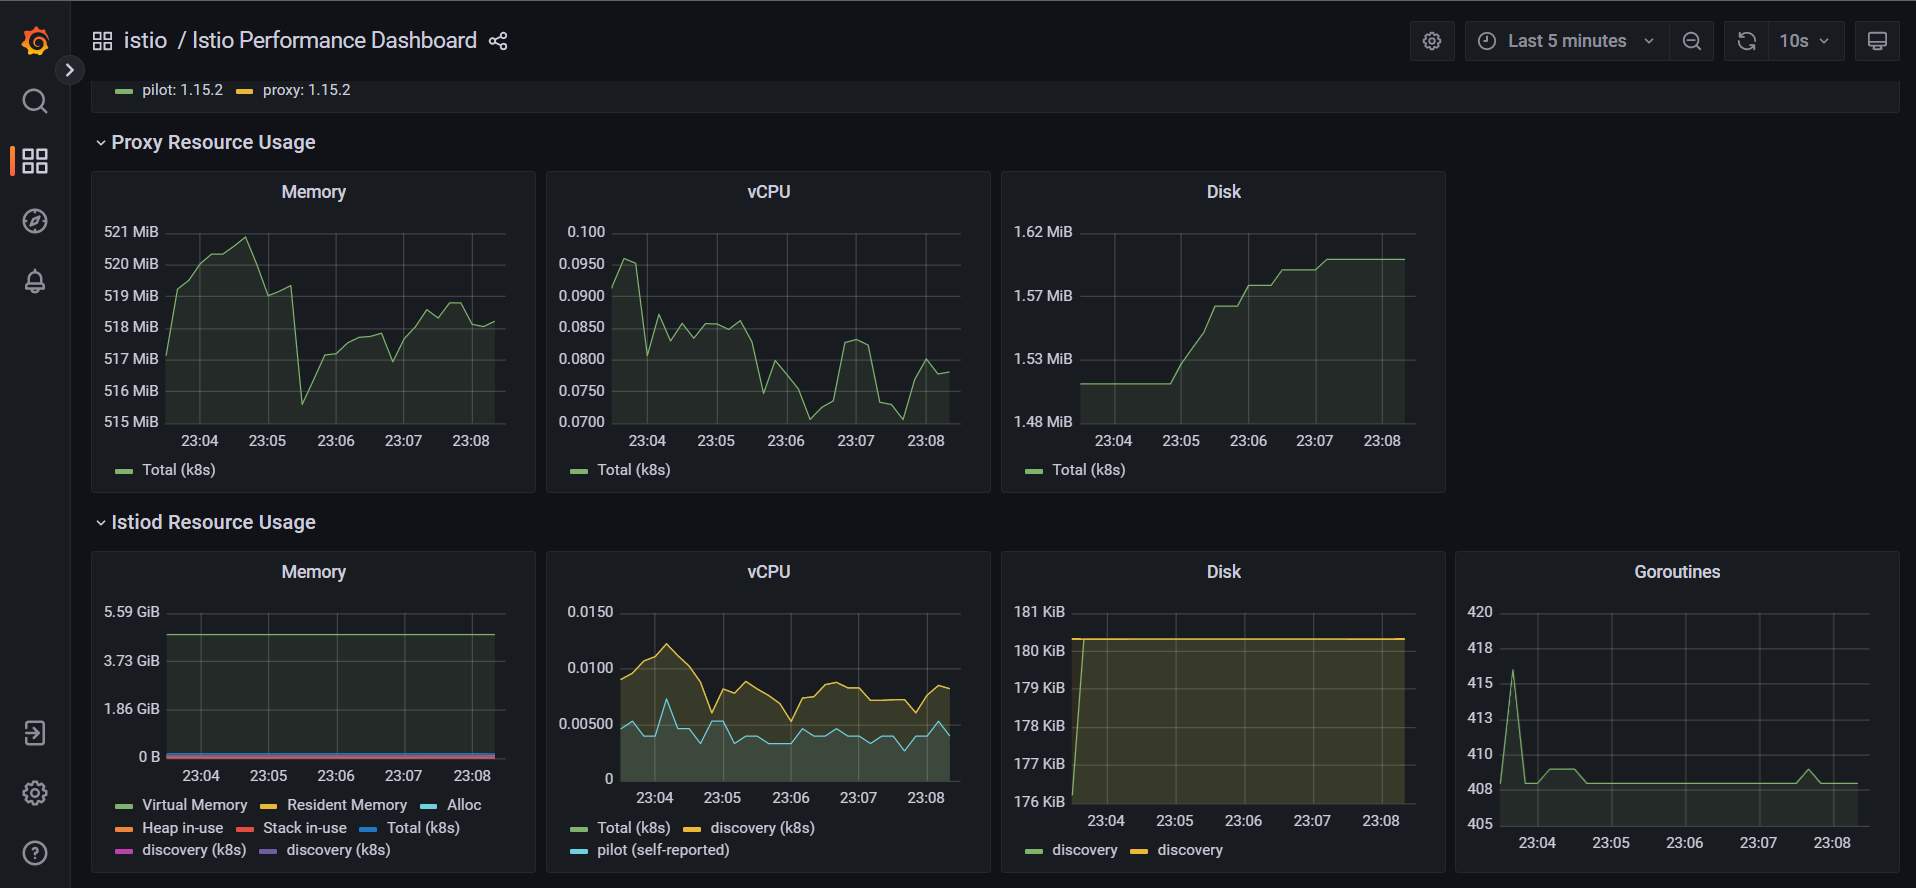 istio / Istio Performance Dashboard
Last 5 minutes
10s
pilot: 1.15.2 proxy: 1.15.2
Proxy Resource Usage
Memory
521 MiB
520 MiB
519 MiB
518 MiB
517 MiB
516 MiB
515 MiB
23:04 23:05 23:06 23:07 23:08
Total (k8s)
vCPU
0.100
0.0950
0.0900
0.0850
0.0800
0.0750
0.0700
23:04 23:05 23:06 23:07 23:08
Total (k8s)
Disk
1.62 MiB
1.57 MiB
1.53 MiB
1.48 MiB
23:04 23:05 23:06 23:07 23:08
Total (k8s)
Istiod Resource Usage
Memory
5.59 GiB
3.73 GiB
1.86 GiB
0 B
23:04 23:05 23:06 23:07 23:08
Virtual Memory Resident Memory Alloc
Heap in-use Stack in-use Total (k8s)
discovery (k8s) discovery (k8s)
vCPU
0.0150
0.0100
0.00500
0
23:04 23:05 23:06 23:07 23:08
Total (k8s) discovery (k8s)
pilot (self-reported)
Disk
181 KiB
180 KiB
179 KiB
178 KiB
177 KiB
176 KiB
23:04 23:05 23:06 23:07 23:08
discovery discovery
Goroutines
420
418
415
413
410
408
405
23:04 23:05 23:06 23:07 23:08